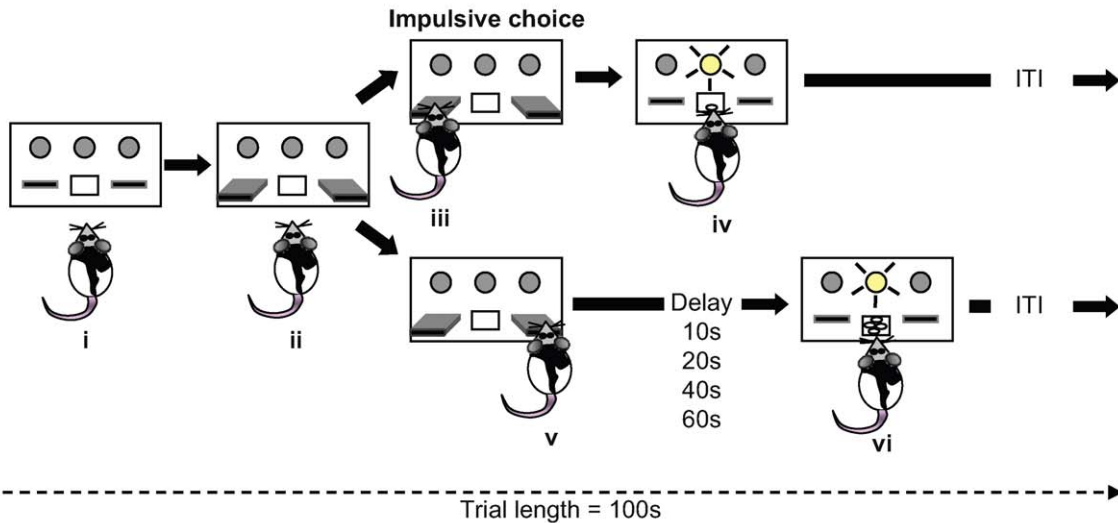 Impulsive choice
ITI
i
ii
iii
iv
Delay
10s
20s
40s
60s
ITI
v
vi
Trial length = 100s